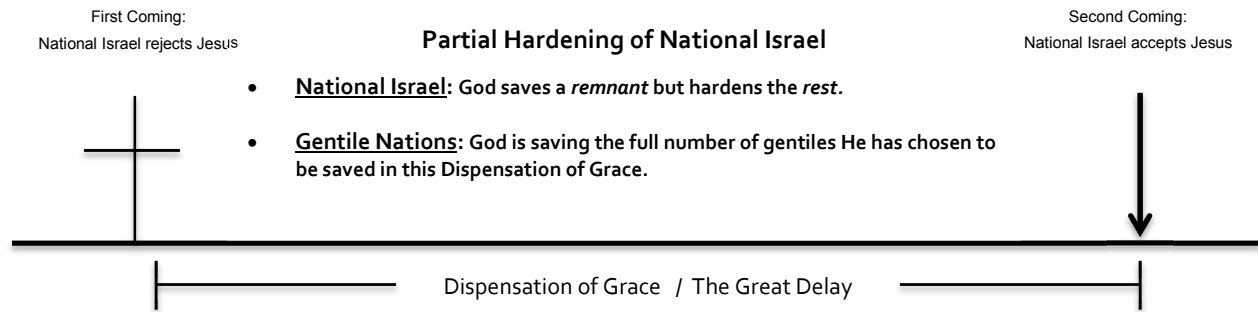 First Coming:
National Israel rejects Jesus
Partial Hardening of National Israel
Second Coming:
National Israel accepts Jesus
• National Israel: God saves a remnant but hardens the rest.
• Gentile Nations: God is saving the full number of gentiles He has chosen to
be saved in this Dispensation of Grace.
Dispensation of Grace / The Great Delay